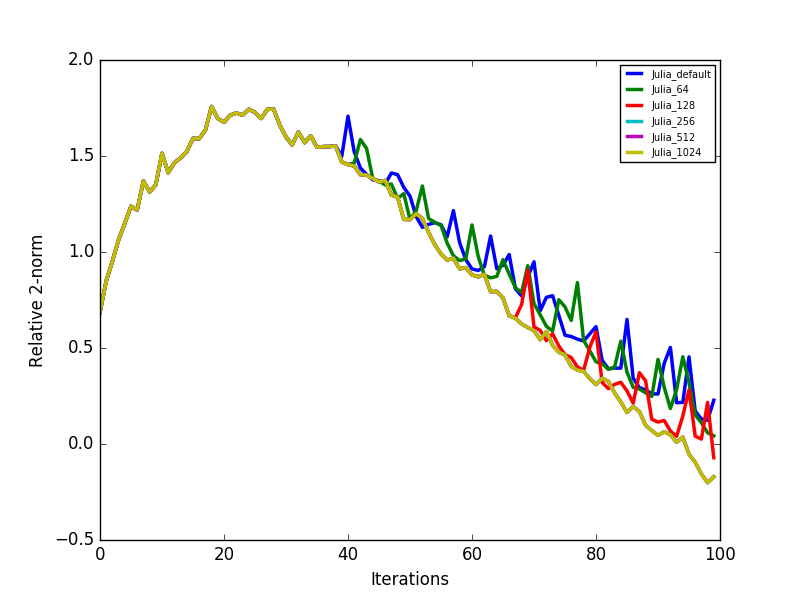 2.0
1.5
1.0
0.5
0.0
−0.5
0 20 40 60 80 100
Relative 2-norm
Iterations
Julia_default
Julia_64
Julia_128
Julia_256
Julia_512
Julia_1024